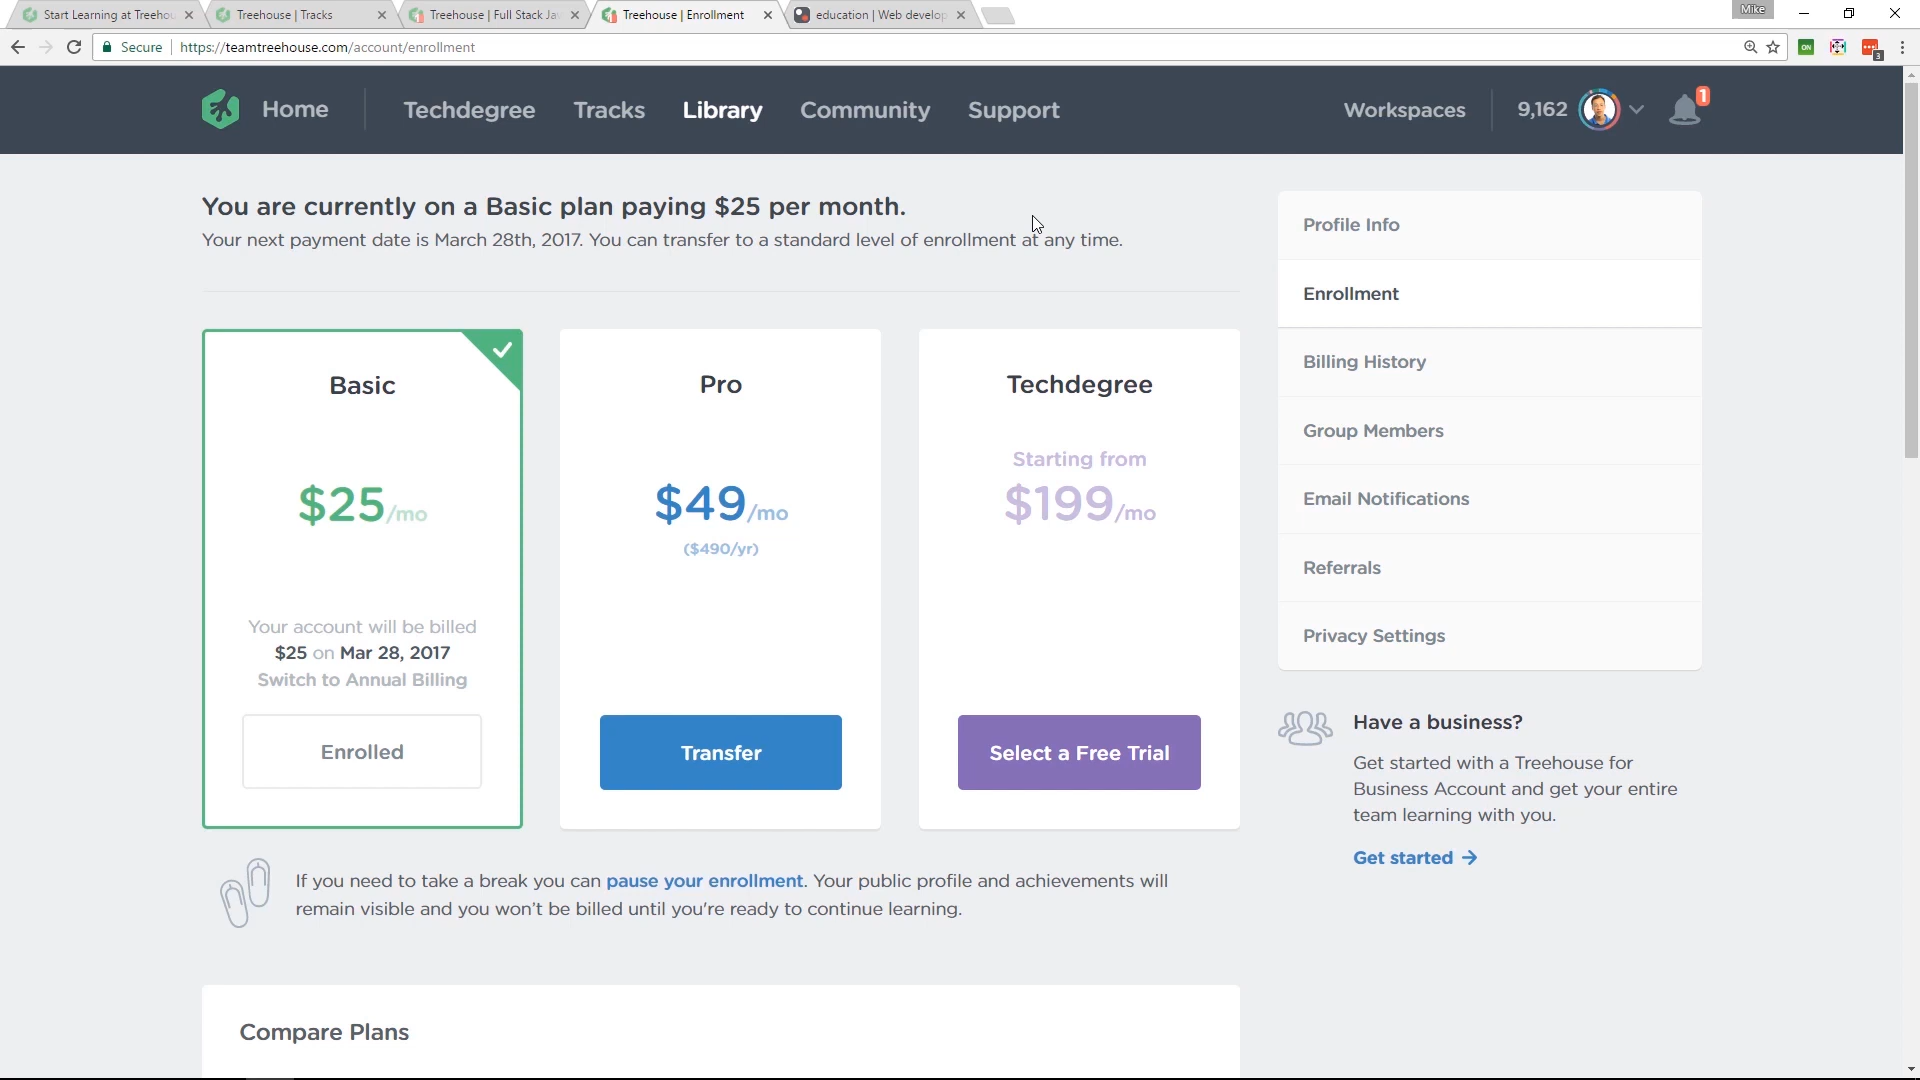 Start Learning at Treehou
Treehouse | Tracks
Treehouse | Full Stack Ja
Treehouse | Enrollment
education | Web develop
Mike
Secure
https://teamtreehouse.com/account/enrollment
ON
3
Home
Techdegree
Tracks
Library
Community
Support
Workspaces
9,162
1
You are currently on a Basic plan paying $25 per month.
Your next payment date is March 28th, 2017. You can transfer to a standard level of enrollment at any time.
Basic
$25/mo
Your account will be billed
$25 on Mar 28, 2017
Switch to Annual Billing
Enrolled
Pro
$49/mo
($490/yr)
Transfer
Techdegree
Starting from
$199/mo
Select a Free Trial
If you need to take a break you can pause your enrollment. Your public profile and achievements will
remain visible and you won't be billed until you're ready to continue learning.
Compare Plans
Profile Info
Enrollment
Billing History
Group Members
Email Notifications
Referrals
Privacy Settings
Have a business?
Get started with a Treehouse for
Business Account and get your entire
team learning with you.
Get started →